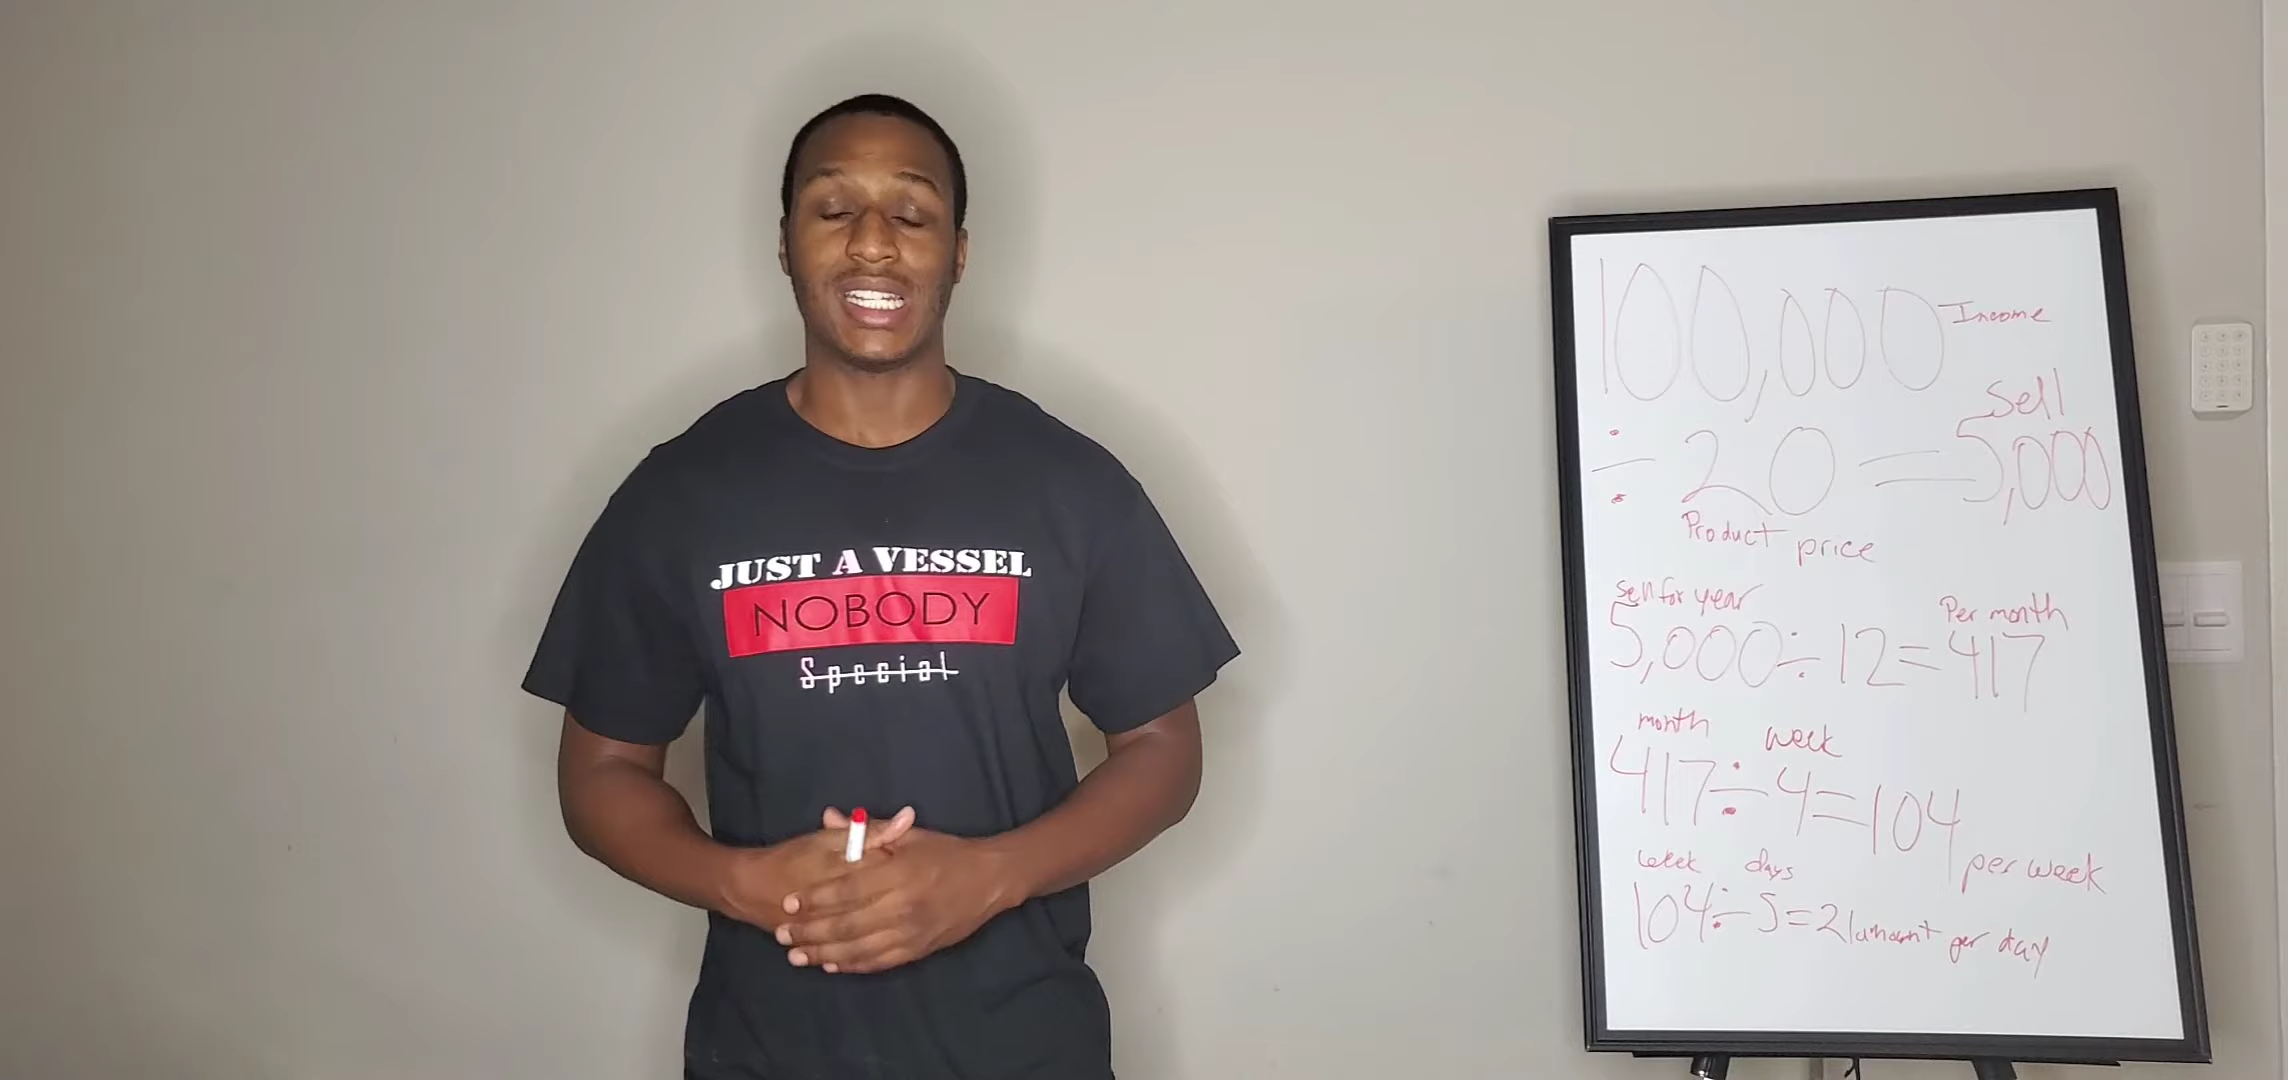 JUST A VESSEL
NOBODY
Special
100,000 Income
Sell
÷ 20 = 5,000
Product price
Sell for year
Per month
5,000 ÷ 12 = 417
month week
417 ÷ 4 = 104
per week
week days
104 ÷ 5 = 21 amount per day